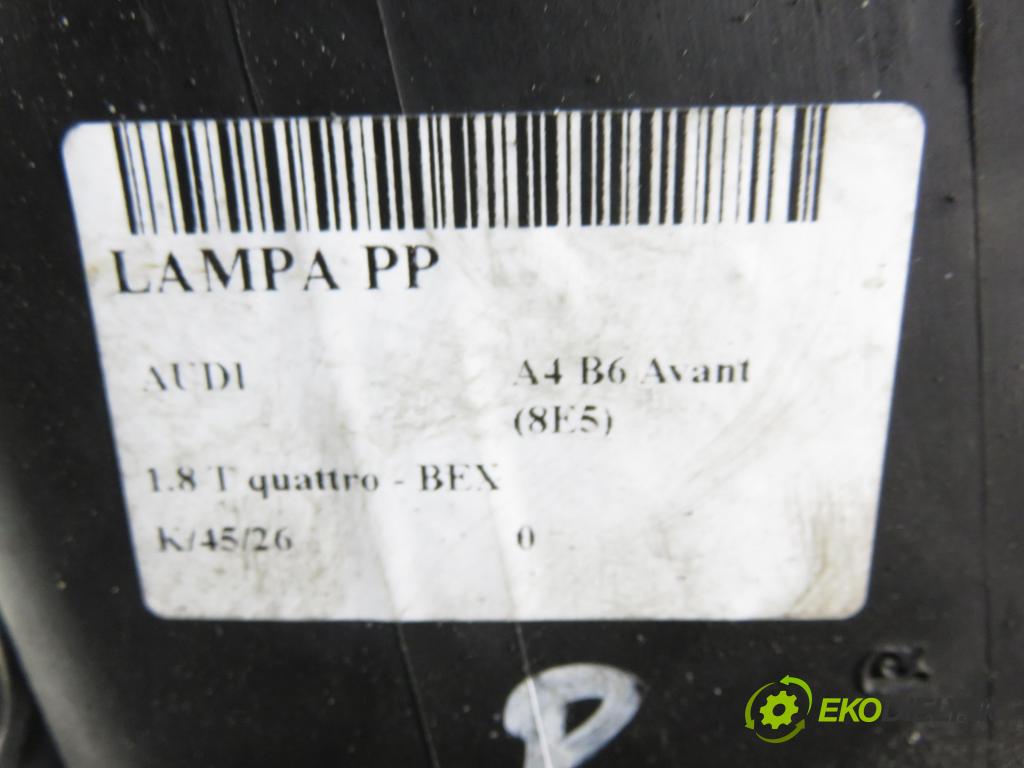 LAMPA PP
AUDI A4 B6 Avant
(8E5)
1.8 T quattro - BEX
K/45/26 0
P
EKO